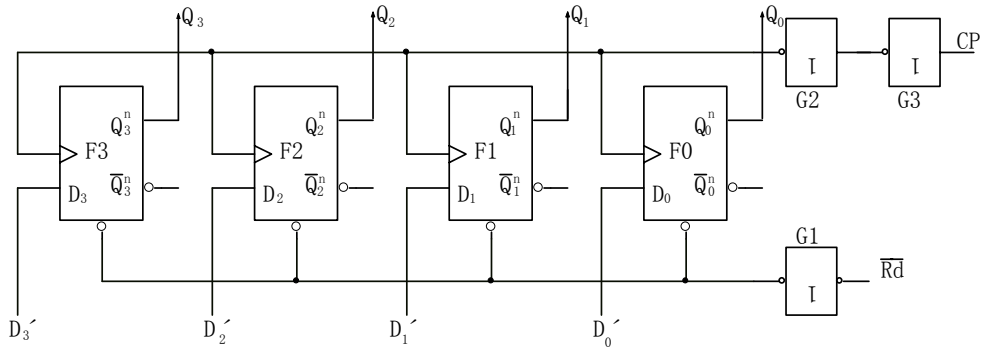 Q₃ Q₂ Q₁ Q₀
CP
1 1
G2 G3
Q₃ⁿ Q₂ⁿ Q₁ⁿ Q₀ⁿ
F3 F2 F1 F0
D₃ Q̅₃ⁿ D₂ Q̅₂ⁿ D₁ Q̅₁ⁿ D₀ Q̅₀ⁿ
G1
R̅d̅
1
D₃′ D₂′ D₁′ D₀′